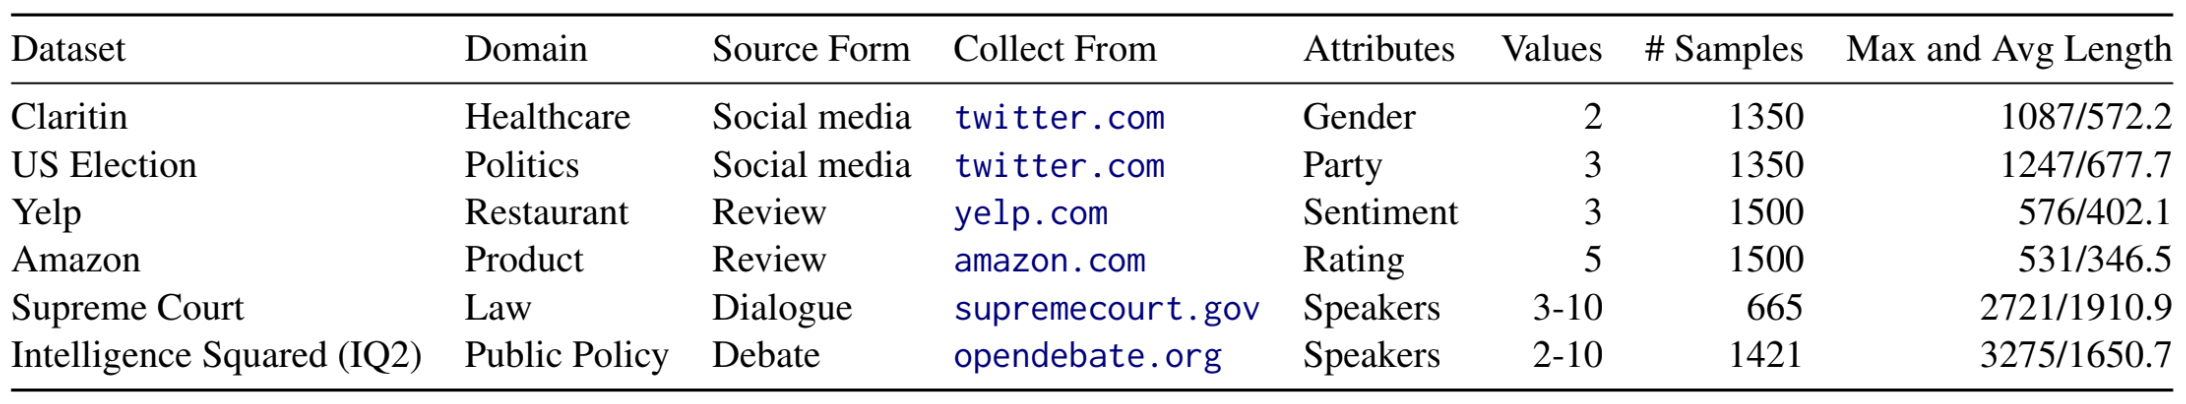 Dataset Domain Source Form Collect From Attributes Values # Samples Max and Avg Length
Claritin Healthcare Social media twitter.com Gender 2 1350 1087/572.2
US Election Politics Social media twitter.com Party 3 1350 1247/677.7
Yelp Restaurant Review yelp.com Sentiment 3 1500 576/402.1
Amazon Product Review amazon.com Rating 5 1500 531/346.5
Supreme Court Law Dialogue supremecourt.gov Speakers 3-10 665 2721/1910.9
Intelligence Squared (IQ2) Public Policy Debate opendebate.org Speakers 2-10 1421 3275/1650.7